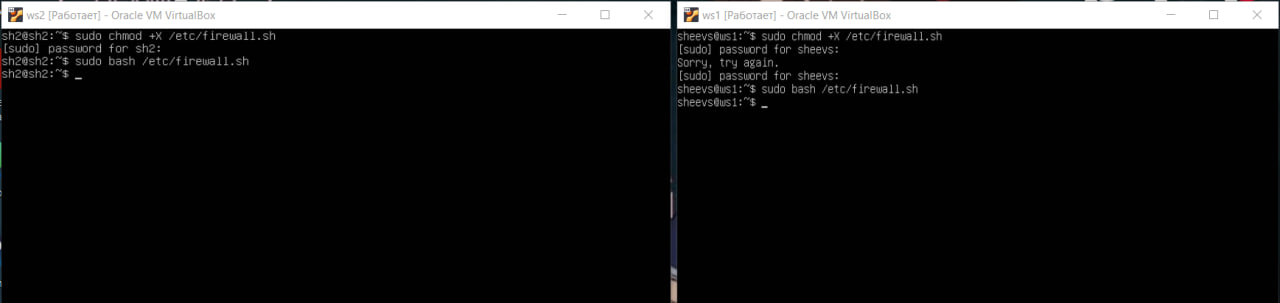 ws2 [Работает] - Oracle VM VirtualBox
sh2@sh2:~$ sudo chmod +X /etc/firewall.sh
[sudo] password for sh2:
sh2@sh2:~$ sudo bash /etc/firewall.sh
sh2@sh2:~$ _
ws1 [Работает] - Oracle VM VirtualBox
sheevs@ws1:~$ sudo chmod +X /etc/firewall.sh
[sudo] password for sheevs:
Sorry, try again.
[sudo] password for sheevs:
sheevs@ws1:~$ sudo bash /etc/firewall.sh
sheevs@ws1:~$ _